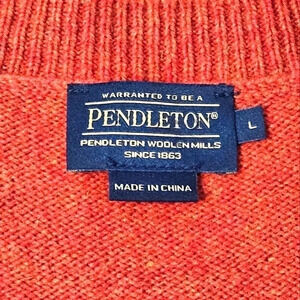 WARRANTED TO BE A
PENDLETON®
PENDLETON WOOLEN MILLS
SINCE 1863
L
MADE IN CHINA